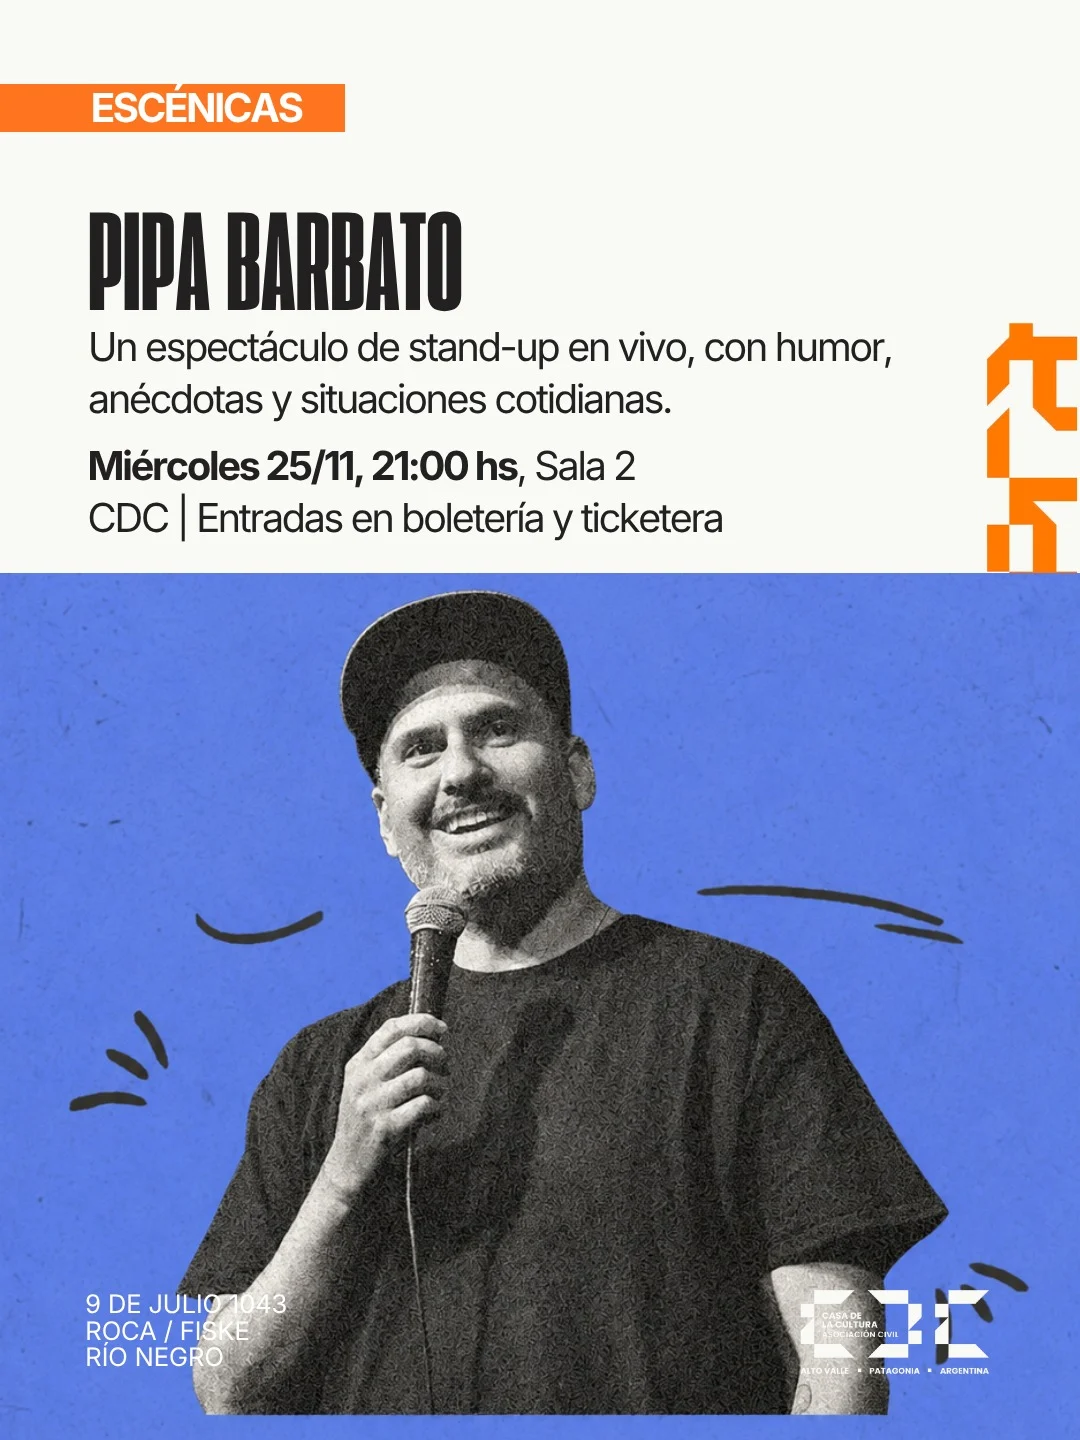 ESCÉNICAS
PIPA BARBATO
Un espectáculo de stand-up en vivo, con humor,
anécdotas y situaciones cotidianas.
Miércoles 25/11, 21:00 hs, Sala 2
CDC | Entradas en boletería y ticketera
9 DE JULIO 1043
ROCA / FISKE
RÍO NEGRO
CDC
CASA DE
LA CULTURA
ASOCIACIÓN CIVIL
ALTO VALLE ▪ PATAGONIA ▪ ARGENTINA